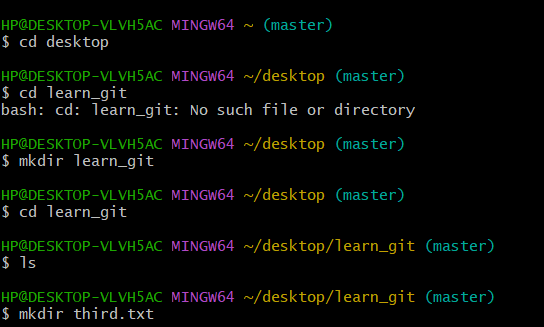 HP@DESKTOP-VLVH5AC MINGW64 ~ (master)
$ cd desktop
HP@DESKTOP-VLVH5AC MINGW64 ~/desktop (master)
$ cd learn_git
bash: cd: learn_git: No such file or directory
HP@DESKTOP-VLVH5AC MINGW64 ~/desktop (master)
$ mkdir learn_git
HP@DESKTOP-VLVH5AC MINGW64 ~/desktop (master)
$ cd learn_git
HP@DESKTOP-VLVH5AC MINGW64 ~/desktop/learn_git (master)
$ ls
HP@DESKTOP-VLVH5AC MINGW64 ~/desktop/learn_git (master)
$ mkdir third.txt